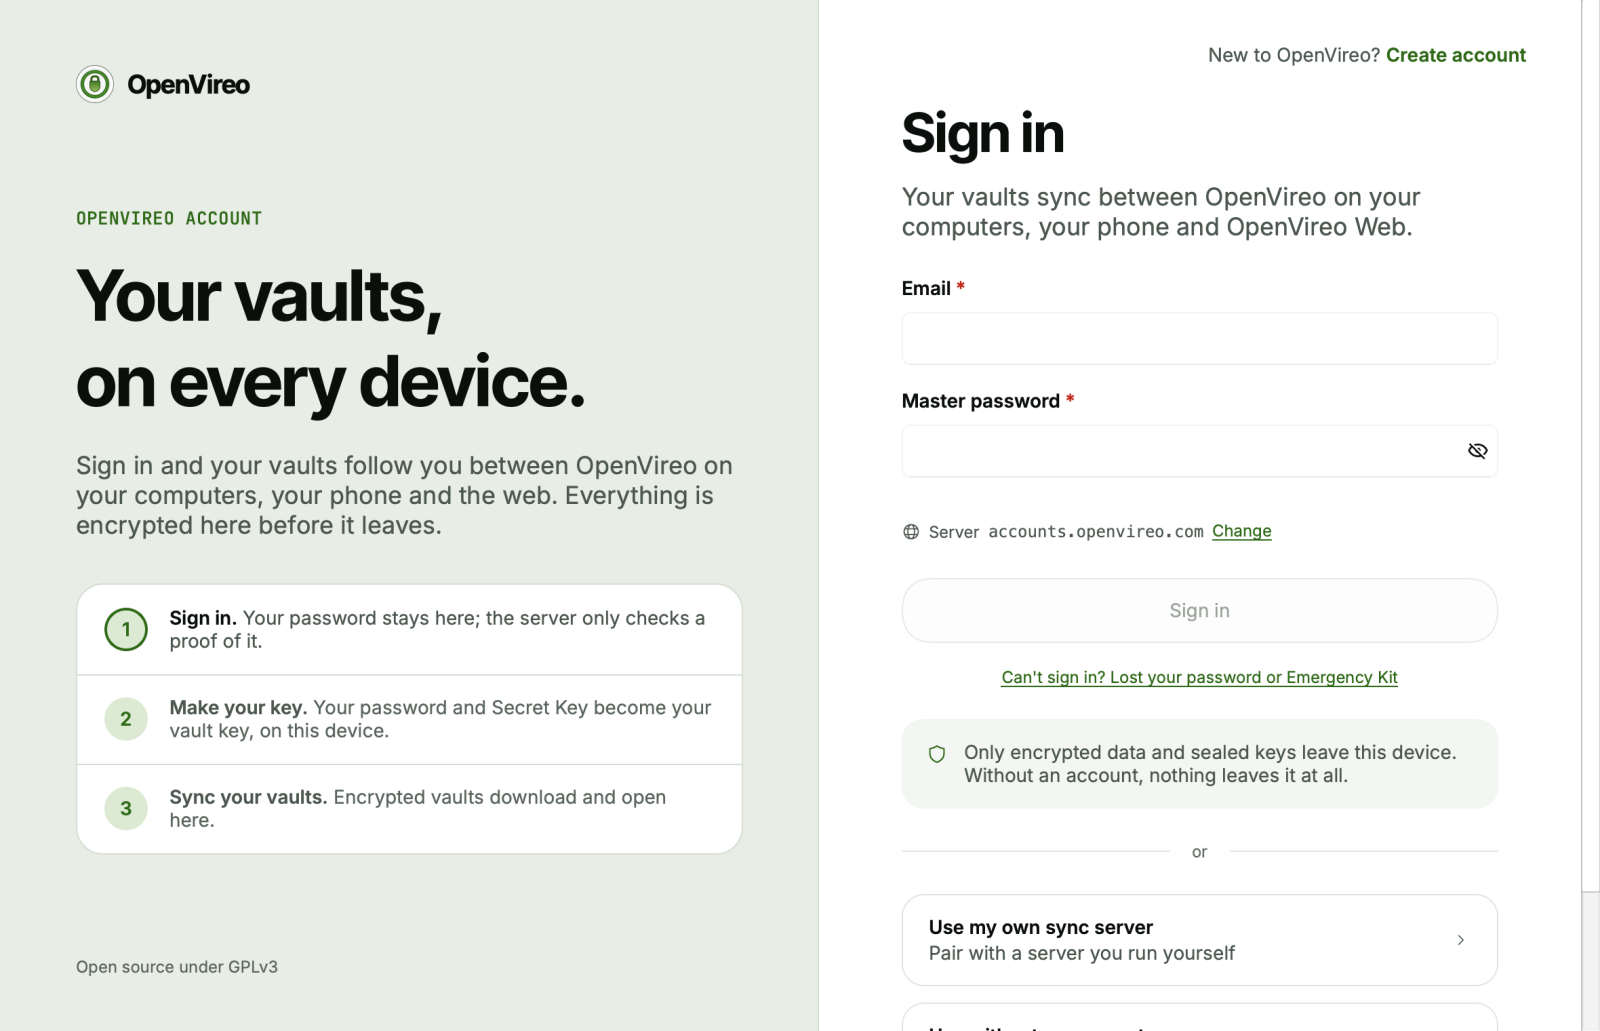 OpenVireo
OPENVIREO ACCOUNT
Your vaults,
on every device.
Sign in and your vaults follow you between OpenVireo on
your computers, your phone and the web. Everything is
encrypted here before it leaves.
1
Sign in. Your password stays here; the server only checks a
proof of it.
2
Make your key. Your password and Secret Key become your
vault key, on this device.
3
Sync your vaults. Encrypted vaults download and open
here.
Open source under GPLv3
New to OpenVireo? Create account
Sign in
Your vaults sync between OpenVireo on your
computers, your phone and OpenVireo Web.
Email *
Master password *
Server accounts.openvireo.com Change
Sign in
Can't sign in? Lost your password or Emergency Kit
Only encrypted data and sealed keys leave this device.
Without an account, nothing leaves it at all.
or
Use my own sync server
Pair with a server you run yourself